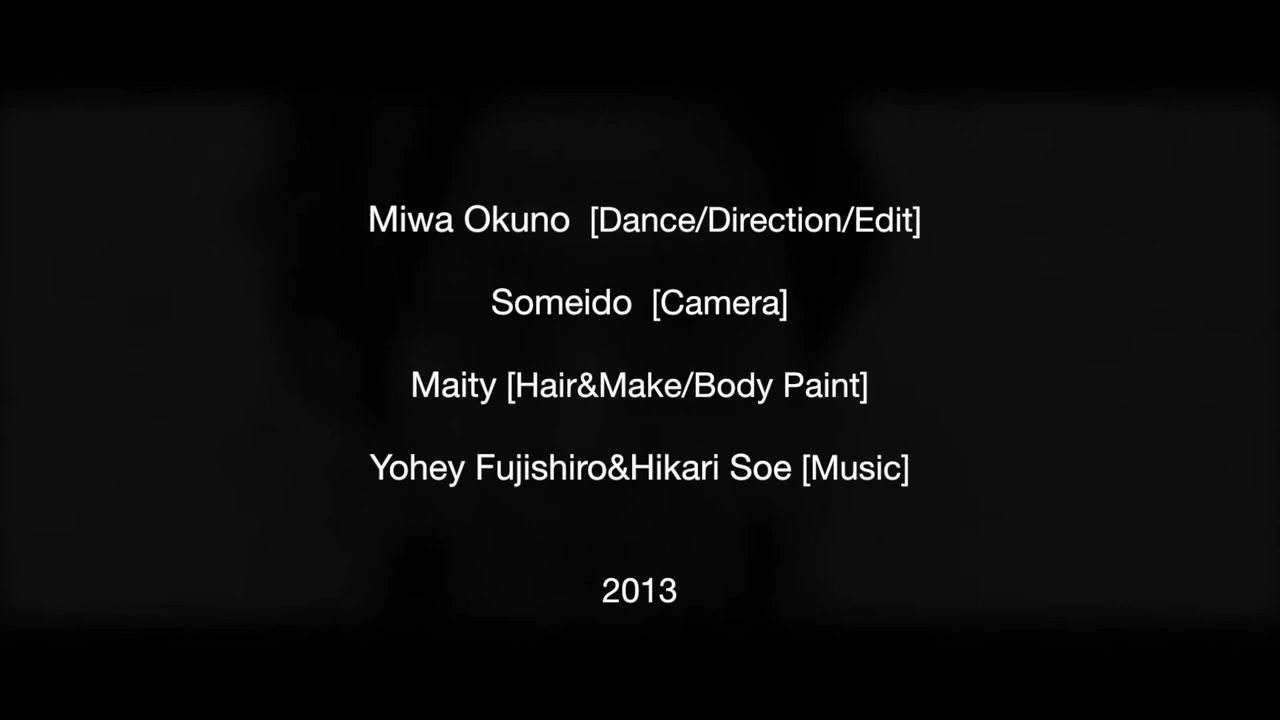 Miwa Okuno [Dance/Direction/Edit]
Someido [Camera]
Maity [Hair&Make/Body Paint]
Yohey Fujishiro&Hikari Soe [Music]
2013